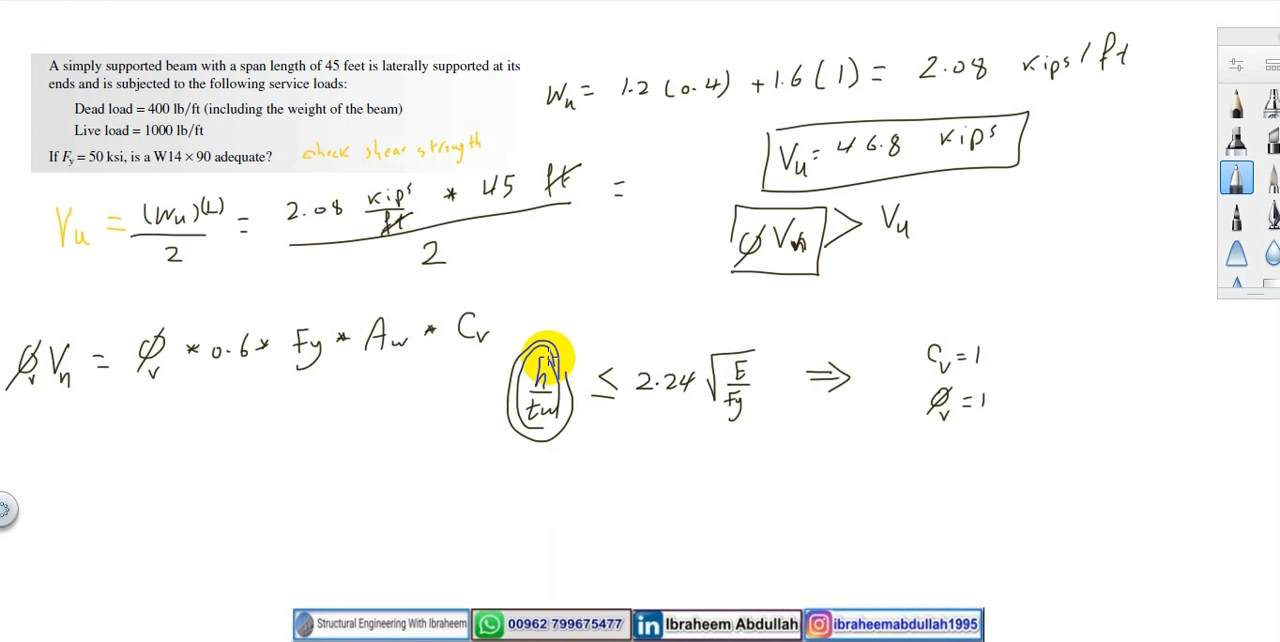 A simply supported beam with a span length of 45 feet is laterally supported at its
ends and is subjected to the following service loads:
Dead load = 400 lb/ft (including the weight of the beam)
Live load = 1000 lb/ft
If Fy = 50 ksi, is a W14 × 90 adequate? check shear strength
Wu = 1.2 (0.4) + 1.6 (1) = 2.08 kips/ft
Vu = 46.8 kips
Vu = (Wu)(L) / 2 = 2.08 kips/ft * 45 ft / 2 =
φVn > Vu
φvVn = φv * 0.6 * Fy * Aw * Cv
h/tw ≤ 2.24 √(E/Fy) ⇒ Cv = 1
φv = 1
Structural Engineering With Ibraheem
00962 799675477
in Ibraheem Abdullah
ibraheemabdullah1995